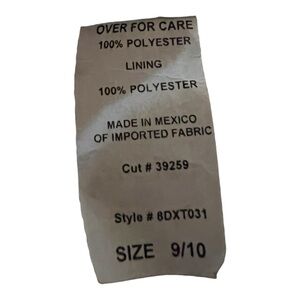 OVER FOR CARE
100% POLYESTER
LINING
100% POLYESTER
MADE IN MEXICO
OF IMPORTED FABRIC
Cut # 39259
Style # 8DXT031
SIZE 9/10